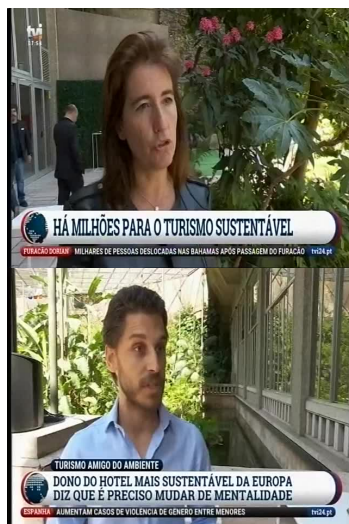 tvi
HÁ MILHÕES PARA O TURISMO SUSTENTÁVEL
FURACÃO DORIAN MILHARES DE PESSOAS DESLOCADAS NAS BAHAMAS APÓS PASSAGEM DO FURACÃO tvi24.pt
TURISMO AMIGO DO AMBIENTE
DONO DO HOTEL MAIS SUSTENTÁVEL DA EUROPA
DIZ QUE É PRECISO MUDAR DE MENTALIDADE
ESPANHA AUMENTAM CASOS DE VIOLÊNCIA DE GÉNERO ENTRE MENORES tvi24.pt